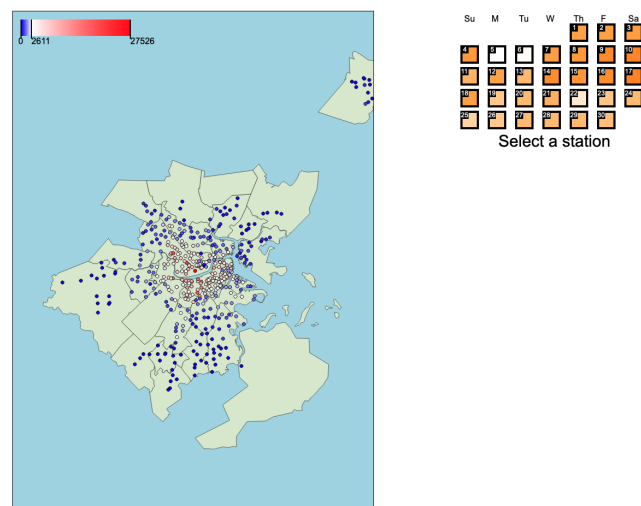 0 2611 27526
Su M Tu W Th F Sa
1 2 3
4 5 6 7 8 9 10
11 12 13 14 15 16 17
18 19 20 21 22 23 24
25 26 27 28 29 30
Select a station